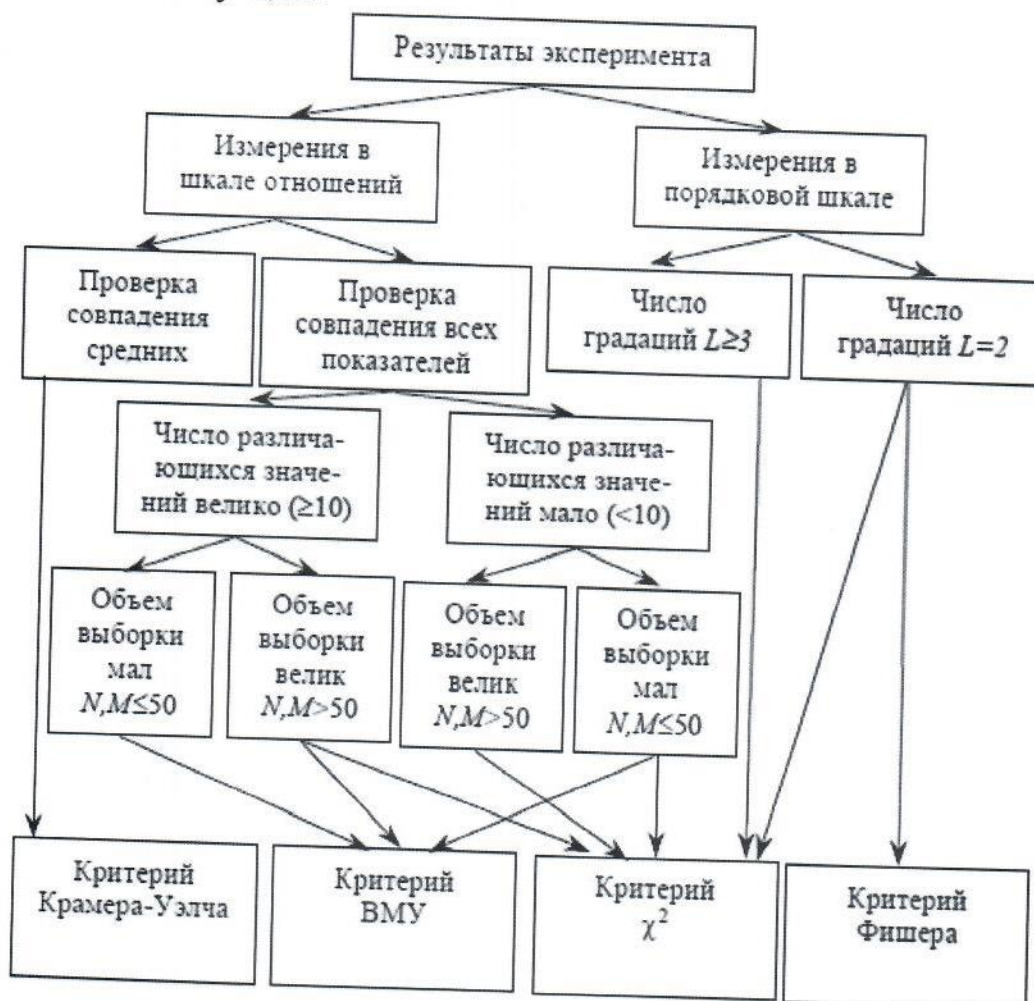 Результаты эксперимента
Измерения в
шкале отношений
Измерения в
порядковой шкале
Проверка
совпадения
средних
Проверка
совпадения всех
показателей
Число
градаций L≥3
Число
градаций L=2
Число различа-
ющихся значе-
ний велико (≥10)
Число различа-
ющихся значе-
ний мало (<10)
Объем
выборки
мал
N,M≤50
Объем
выборки
велик
N,M>50
Объем
выборки
велик
N,M>50
Объем
выборки
мал
N,M≤50
Критерий
Крамера-Уэлча
Критерий
ВМУ
Критерий
χ²
Критерий
Фишера